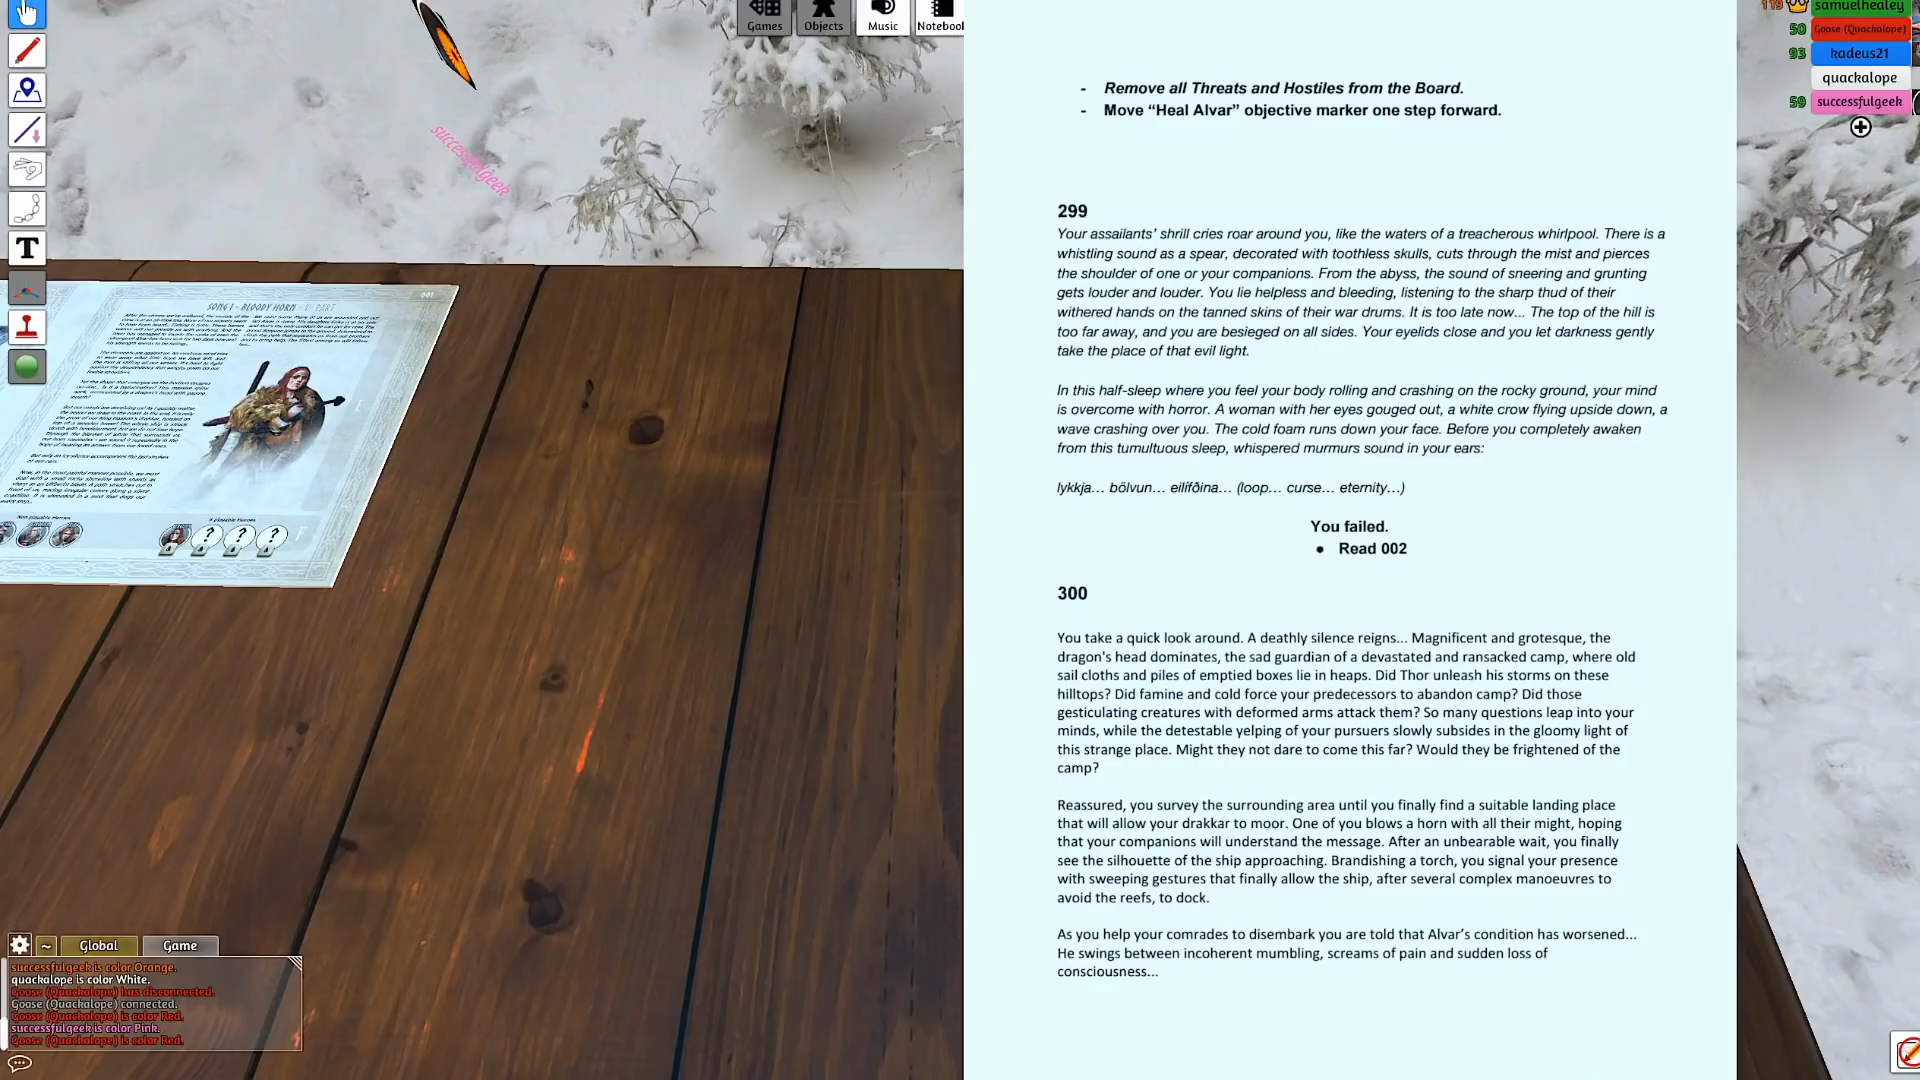 Games
Objects
Music
Noteboo
119
samuelhealey
50
Goose (Quackalope)
93
kadeus21
quackalope
59
successfulgeek
successfulgeek
T
- Remove all Threats and Hostiles from the Board.
- Move “Heal Alvar” objective marker one step forward.
299
Your assailants’ shrill cries roar around you, like the waters of a treacherous whirlpool. There is a
whistling sound as a spear, decorated with toothless skulls, cuts through the mist and pierces
the shoulder of one or your companions. From the abyss, the sound of sneering and grunting
gets louder and louder. You lie helpless and bleeding, listening to the sharp thud of their
withered hands on the tanned skins of their war drums. It is too late now... The top of the hill is
too far away, and you are besieged on all sides. Your eyelids close and you let darkness gently
take the place of that evil light.
In this half-sleep where you feel your body rolling and crashing on the rocky ground, your mind
is overcome with horror. A woman with her eyes gouged out, a white crow flying upside down, a
wave crashing over you. The cold foam runs down your face. Before you completely awaken
from this tumultuous sleep, whispered murmurs sound in your ears:
lykkja… bölvun… eilífðina… (loop… curse… eternity…)
You failed.
● Read 002
300
You take a quick look around. A deathly silence reigns... Magnificent and grotesque, the
dragon's head dominates, the sad guardian of a devastated and ransacked camp, where old
sail cloths and piles of emptied boxes lie in heaps. Did Thor unleash his storms on these
hilltops? Did famine and cold force your predecessors to abandon camp? Did those
gesticulating creatures with deformed arms attack them? So many questions leap into your
minds, while the detestable yelping of your pursuers slowly subsides in the gloomy light of
this strange place. Might they not dare to come this far? Would they be frightened of the
camp?
Reassured, you survey the surrounding area until you finally find a suitable landing place
that will allow your drakkar to moor. One of you blows a horn with all their might, hoping
that your companions will understand the message. After an unbearable wait, you finally
see the silhouette of the ship approaching. Brandishing a torch, you signal your presence
with sweeping gestures that finally allow the ship, after several complex manoeuvres to
avoid the reefs, to dock.
As you help your comrades to disembark you are told that Alvar’s condition has worsened...
He swings between incoherent mumbling, screams of pain and sudden loss of
consciousness...
SONG 1 - BLOODY HORN - 1st PART
001
Non playable Heroes
4 playable Heroes
? ? ?
~
Global
Game
successfulgeek is color Orange.
quackalope is color White.
Goose (Quackalope) has disconnected.
Goose (Quackalope) connected.
Goose (Quackalope) is color Red.
successfulgeek is color Pink.
Goose (Quackalope) is color Red.